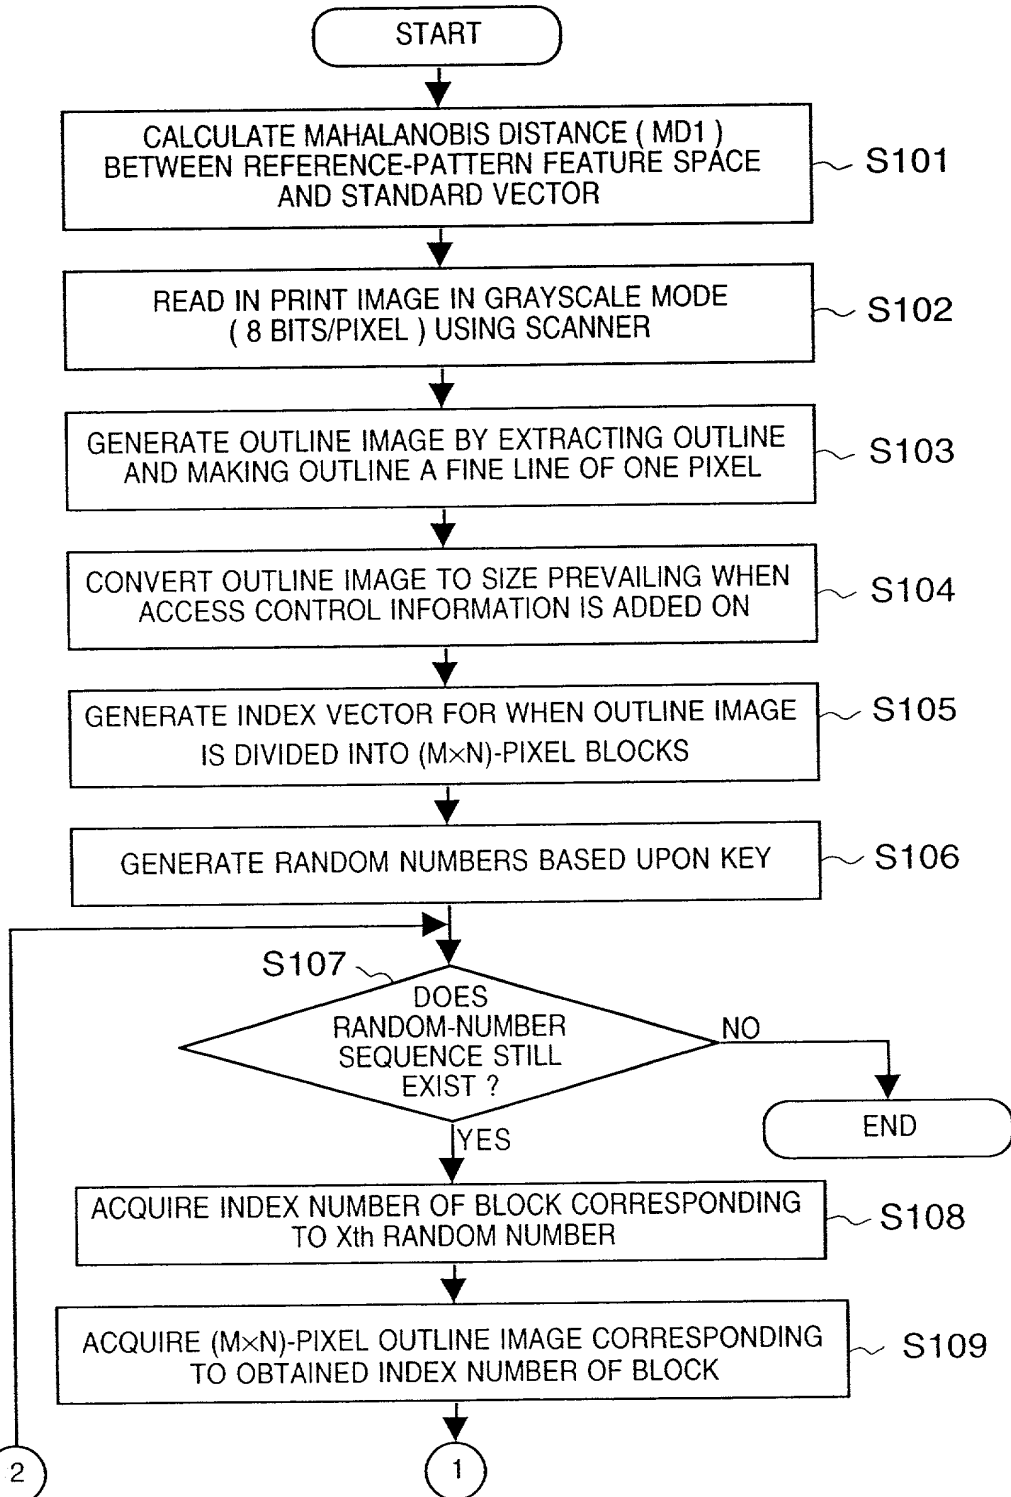 START
CALCULATE MAHALANOBIS DISTANCE ( MD1 )
BETWEEN REFERENCE-PATTERN FEATURE SPACE
AND STANDARD VECTOR
S101
READ IN PRINT IMAGE IN GRAYSCALE MODE
( 8 BITS/PIXEL ) USING SCANNER
S102
GENERATE OUTLINE IMAGE BY EXTRACTING OUTLINE
AND MAKING OUTLINE A FINE LINE OF ONE PIXEL
S103
CONVERT OUTLINE IMAGE TO SIZE PREVAILING WHEN
ACCESS CONTROL INFORMATION IS ADDED ON
S104
GENERATE INDEX VECTOR FOR WHEN OUTLINE IMAGE
IS DIVIDED INTO (M×N)-PIXEL BLOCKS
S105
GENERATE RANDOM NUMBERS BASED UPON KEY
S106
S107
DOES
RANDOM-NUMBER
SEQUENCE STILL
EXIST ?
NO
END
YES
ACQUIRE INDEX NUMBER OF BLOCK CORRESPONDING
TO Xth RANDOM NUMBER
S108
ACQUIRE (M×N)-PIXEL OUTLINE IMAGE CORRESPONDING
TO OBTAINED INDEX NUMBER OF BLOCK
S109
2
1